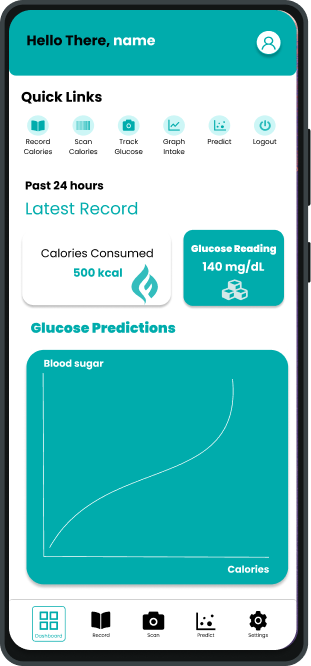 Hello There, name
Quick Links
Record Calories
Scan Calories
Track Glucose
Graph Intake
Predict
Logout
Past 24 hours
Latest Record
Calories Consumed
500 kcal
Glucose Reading
140 mg/dL
Glucose Predictions
Blood sugar
Calories
Dashboard
Record
Scan
Predict
Settings